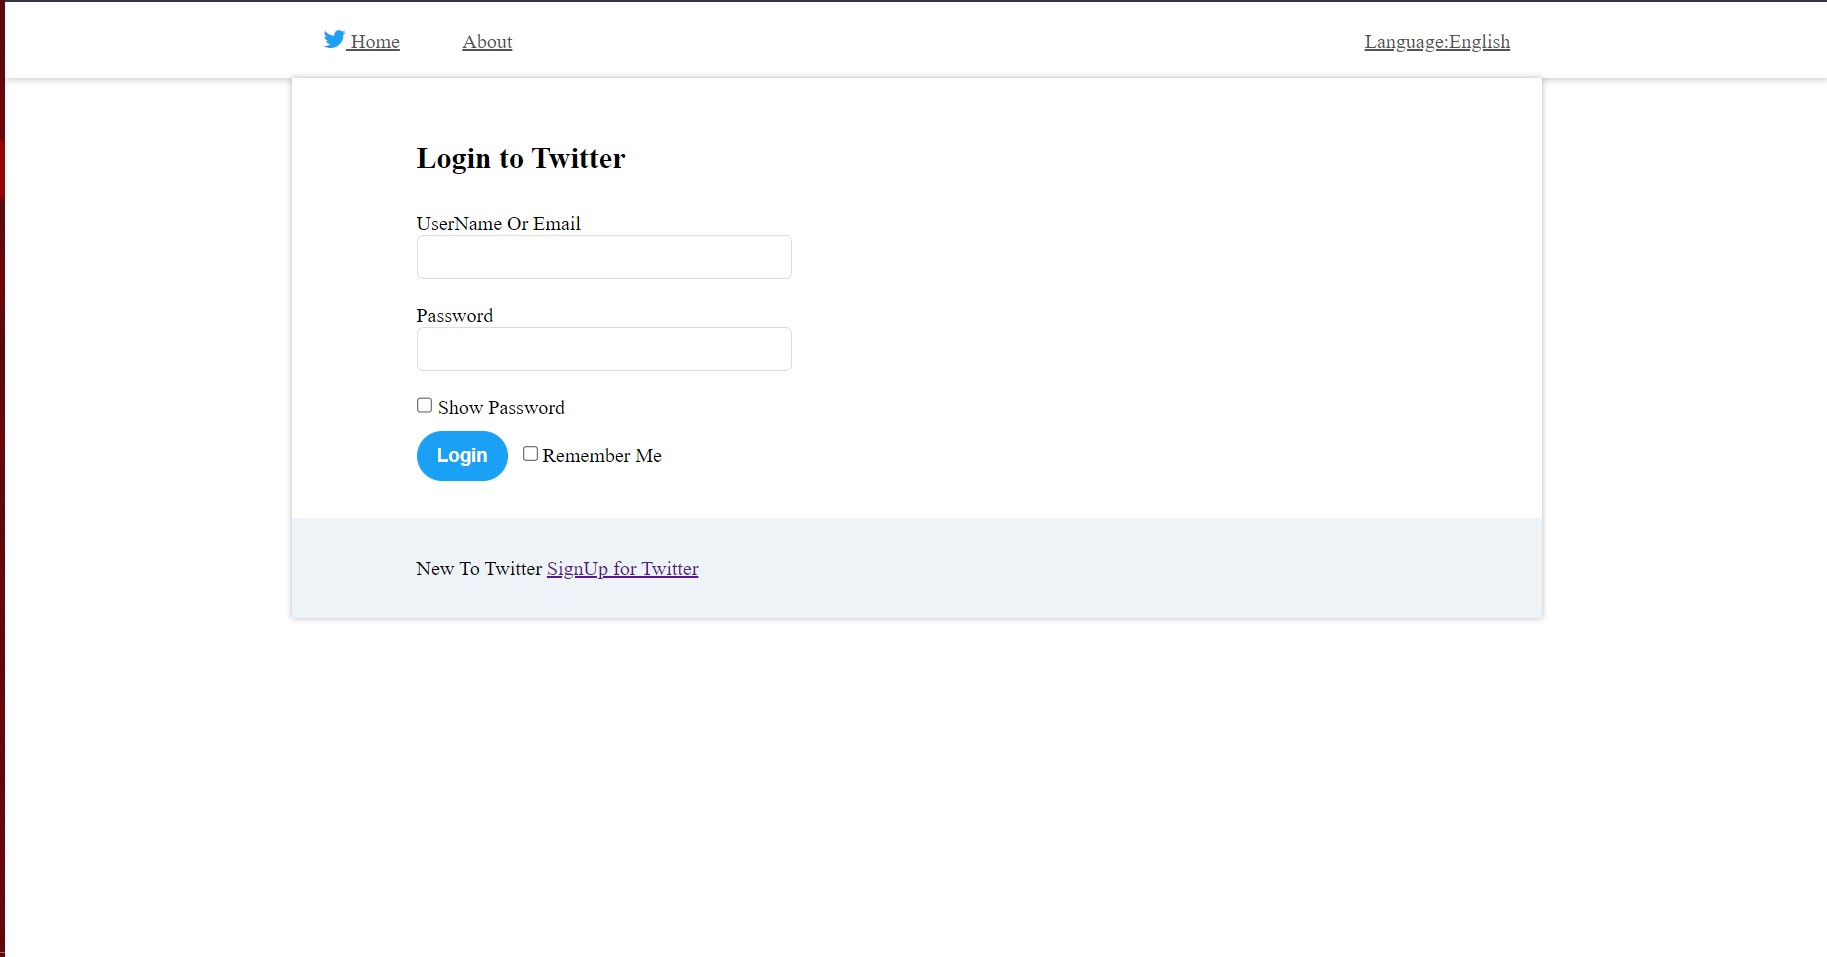 Home About Language:English
Login to Twitter
UserName Or Email
Password
Show Password
Login Remember Me
New To Twitter SignUp for Twitter